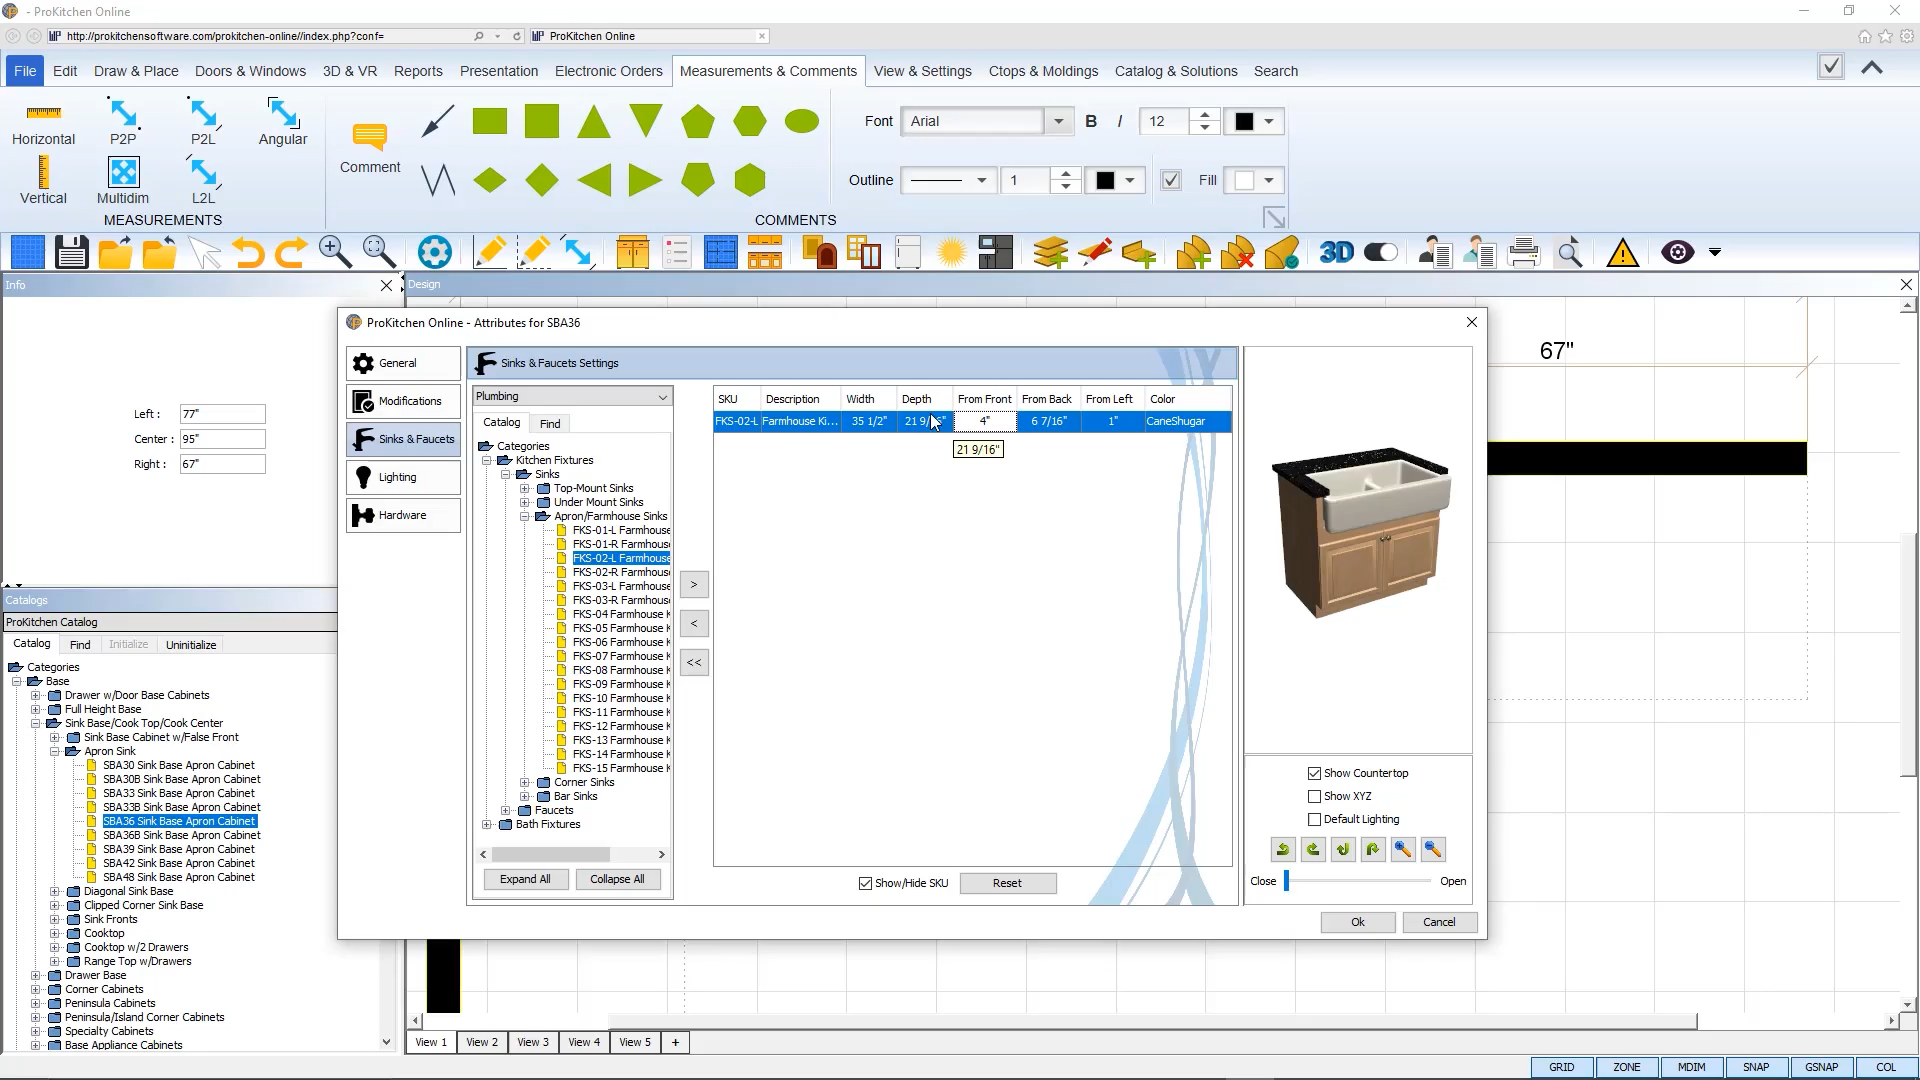 - ProKitchen Online
http://prokitchensoftware.com/prokitchen-online//index.php?conf=
ProKitchen Online
File
Edit
Draw & Place
Doors & Windows
3D & VR
Reports
Presentation
Electronic Orders
Measurements & Comments
View & Settings
Ctops & Moldings
Catalog & Solutions
Search
Horizontal
P2P
P2L
Angular
Comment
Font
Arial
B
I
12
Vertical
Multidim
L2L
Outline
1
Fill
MEASUREMENTS
COMMENTS
3D
Info
Left :
77"
Center :
95"
Right :
67"
Design
67"
ProKitchen Online - Attributes for SBA36
General
Modifications
Sinks & Faucets
Lighting
Hardware
Sinks & Faucets Settings
Plumbing
Catalog
Find
Categories
Kitchen Fixtures
Sinks
Top-Mount Sinks
Under Mount Sinks
Apron/Farmhouse Sinks
FKS-01-L Farmhouse
FKS-01-R Farmhouse
FKS-02-L Farmhouse
FKS-02-R Farmhouse
FKS-03-L Farmhouse
FKS-03-R Farmhouse
FKS-04 Farmhouse K
FKS-05 Farmhouse K
FKS-06 Farmhouse K
FKS-07 Farmhouse K
FKS-08 Farmhouse K
FKS-09 Farmhouse K
FKS-10 Farmhouse K
FKS-11 Farmhouse K
FKS-12 Farmhouse K
FKS-13 Farmhouse K
FKS-14 Farmhouse K
FKS-15 Farmhouse K
Corner Sinks
Bar Sinks
Faucets
Bath Fixtures
Expand All
Collapse All
>
<
<<
SKU Description Width Depth From Front From Back From Left Color
FKS-02-L Farmhouse Ki... 35 1/2" 21 9/16" 4" 6 7/16" 1" CaneShugar
21 9/16"
Show/Hide SKU
Reset
Show Countertop
Show XYZ
Default Lighting
Close
Open
Ok
Cancel
Catalogs
ProKitchen Catalog
Catalog
Find
Initialize
Uninitialize
Categories
Base
Drawer w/Door Base Cabinets
Full Height Base
Sink Base/Cook Top/Cook Center
Sink Base Cabinet w/False Front
Apron Sink
SBA30 Sink Base Apron Cabinet
SBA30B Sink Base Apron Cabinet
SBA33 Sink Base Apron Cabinet
SBA33B Sink Base Apron Cabinet
SBA36 Sink Base Apron Cabinet
SBA36B Sink Base Apron Cabinet
SBA39 Sink Base Apron Cabinet
SBA42 Sink Base Apron Cabinet
SBA48 Sink Base Apron Cabinet
Diagonal Sink Base
Clipped Corner Sink Base
Sink Fronts
Cooktop
Cooktop w/2 Drawers
Range Top w/Drawers
Drawer Base
Corner Cabinets
Peninsula Cabinets
Peninsula/Island Corner Cabinets
Specialty Cabinets
Base Appliance Cabinets
View 1
View 2
View 3
View 4
View 5
+
GRID
ZONE
MDIM
SNAP
GSNAP
COL